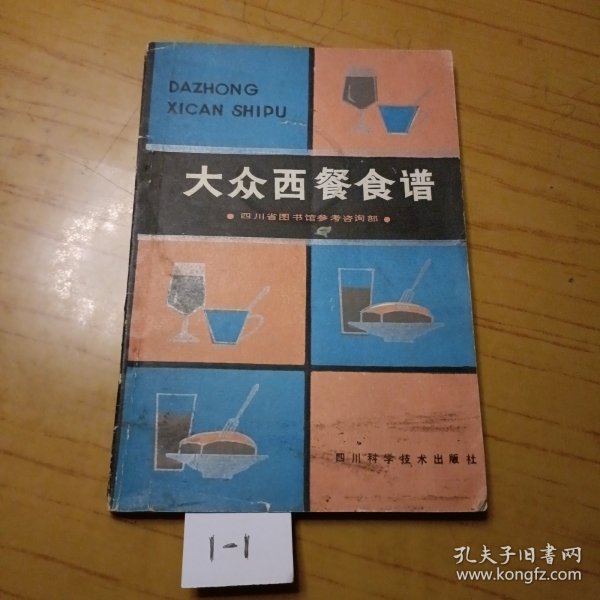 DAZHONG
XICAN SHIPU
大众西餐食谱
●四川省图书馆参考咨询部●
四川科学技术出版社
1-1
孔夫子旧书网
www.kongfz.com